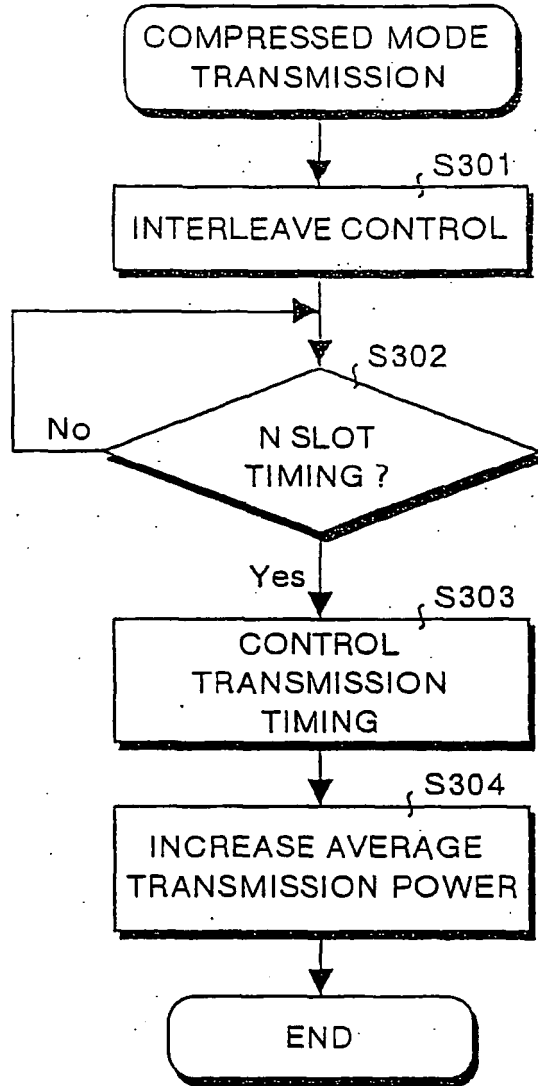 COMPRESSED MODE
TRANSMISSION
S301
INTERLEAVE CONTROL
S302
No
N SLOT
TIMING ?
Yes
S303
CONTROL
TRANSMISSION
TIMING
S304
INCREASE AVERAGE
TRANSMISSION POWER
END